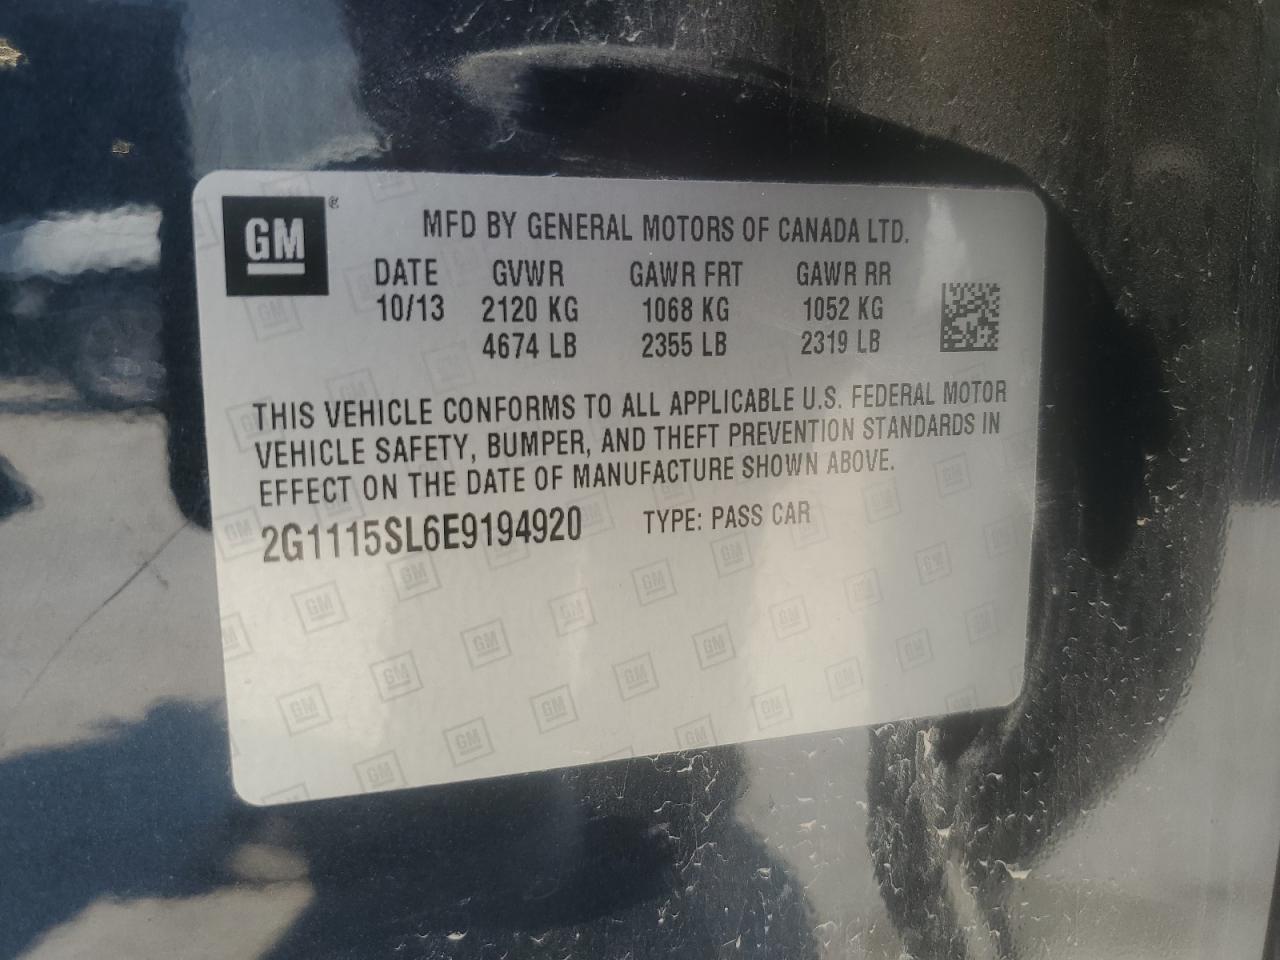 GM ®
MFD BY GENERAL MOTORS OF CANADA LTD.
DATE GVWR GAWR FRT GAWR RR
10/13 2120 KG 1068 KG 1052 KG
4674 LB 2355 LB 2319 LB
THIS VEHICLE CONFORMS TO ALL APPLICABLE U.S. FEDERAL MOTOR
VEHICLE SAFETY, BUMPER, AND THEFT PREVENTION STANDARDS IN
EFFECT ON THE DATE OF MANUFACTURE SHOWN ABOVE.
2G1115SL6E9194920 TYPE: PASS CAR